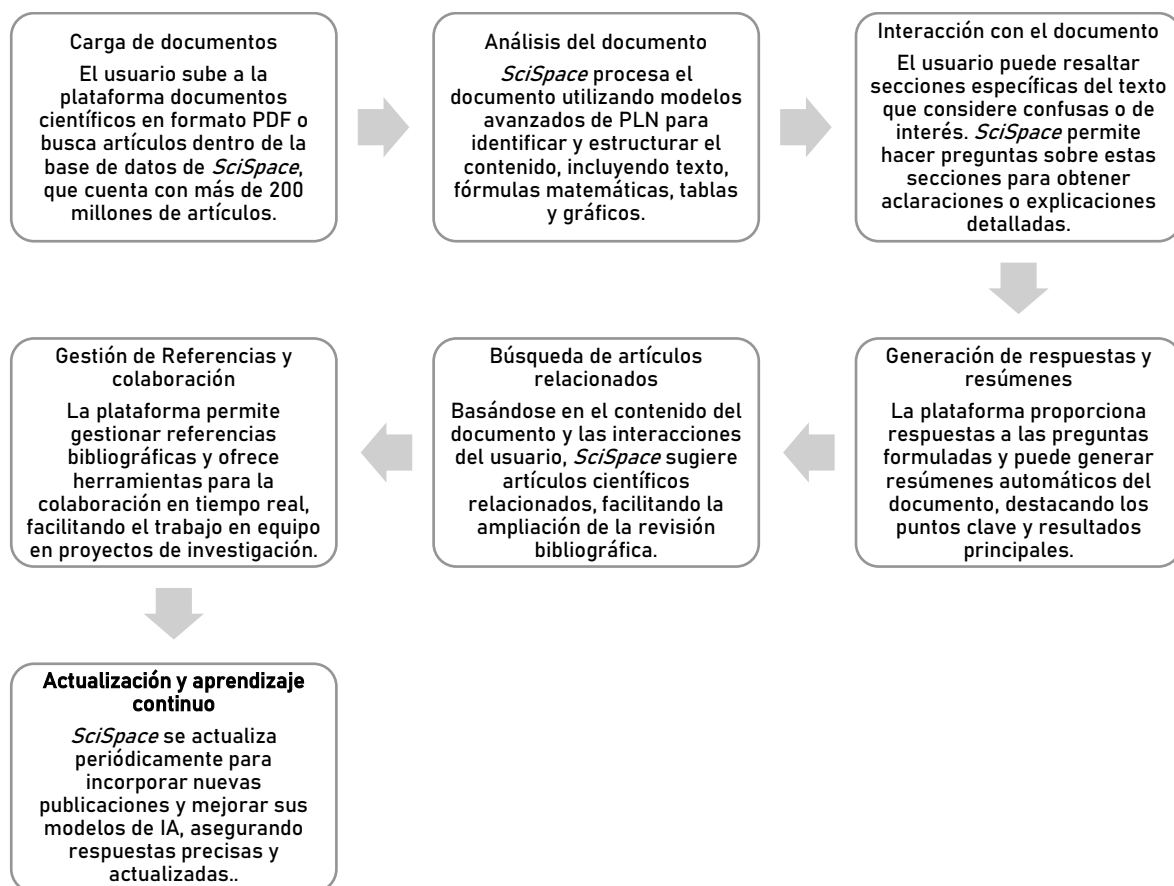 Carga de documentos
El usuario sube a la
plataforma documentos
científicos en formato PDF o
busca artículos dentro de la
base de datos de SciSpace,
que cuenta con más de 200
millones de artículos.
Análisis del documento
SciSpace procesa el
documento utilizando modelos
avanzados de PLN para
identificar y estructurar el
contenido, incluyendo texto,
fórmulas matemáticas, tablas
y gráficos.
Interacción con el documento
El usuario puede resaltar
secciones específicas del texto
que considere confusas o de
interés. SciSpace permite
hacer preguntas sobre estas
secciones para obtener
aclaraciones o explicaciones
detalladas.
Generación de respuestas y
resúmenes
La plataforma proporciona
respuestas a las preguntas
formuladas y puede generar
resúmenes automáticos del
documento, destacando los
puntos clave y resultados
principales.
Búsqueda de artículos
relacionados
Basándose en el contenido del
documento y las interacciones
del usuario, SciSpace sugiere
artículos científicos
relacionados, facilitando la
ampliación de la revisión
bibliográfica.
Gestión de Referencias y
colaboración
La plataforma permite
gestionar referencias
bibliográficas y ofrece
herramientas para la
colaboración en tiempo real,
facilitando el trabajo en equipo
en proyectos de investigación.
Actualización y aprendizaje
continuo
SciSpace se actualiza
periódicamente para
incorporar nuevas
publicaciones y mejorar sus
modelos de IA, asegurando
respuestas precisas y
actualizadas..